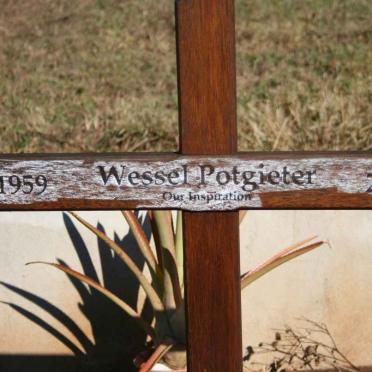 1959 Wessel Potgieter
Our Inspiration